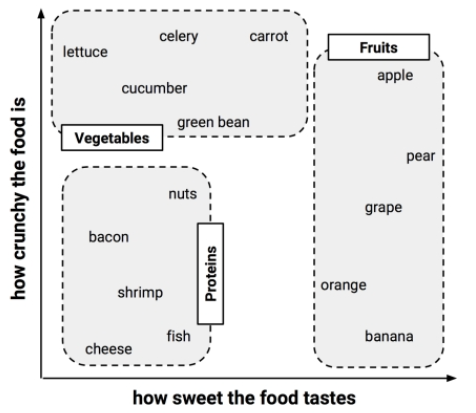 how crunchy the food is
lettuce
celery
carrot
cucumber
green bean
Vegetables
Fruits
apple
pear
grape
orange
banana
nuts
bacon
shrimp
fish
cheese
Proteins
how sweet the food tastes